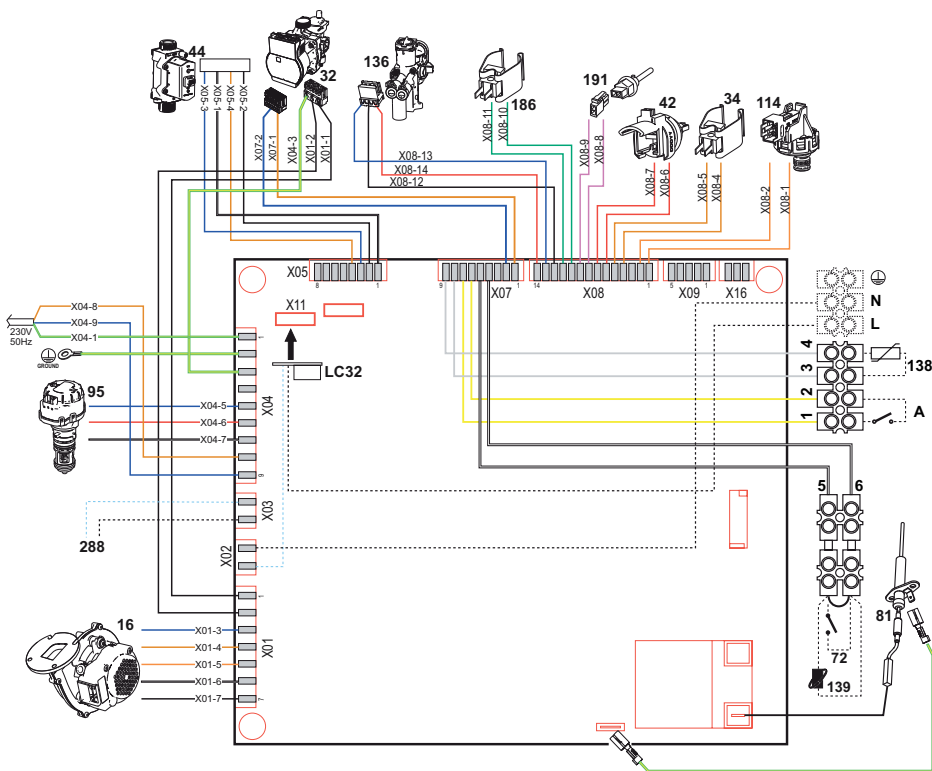 44
32
136
186
191
42
34
114
X05-3
X05-1
X05-4
X05-2
X07-2
X07-1
X04-3
X01-2
X01-1
X08-13
X08-14
X08-12
X08-11
X08-10
X08-9
X08-8
X08-7
X08-6
X08-5
X08-4
X08-2
X08-1
X05
8
1
9
X07
1
14
X08
1
5
X09
1
X16
X11
LC32
X04-8
X04-9
X04-1
230V
50Hz
GROUND
95
X04-5
X04-6
X04-7
1
X04
9
X03
288
X02
1
X01
7
16
X01-3
X01-4
X01-5
X01-6
X01-7
N
L
4
3
2
1
138
A
5
6
72
139
81